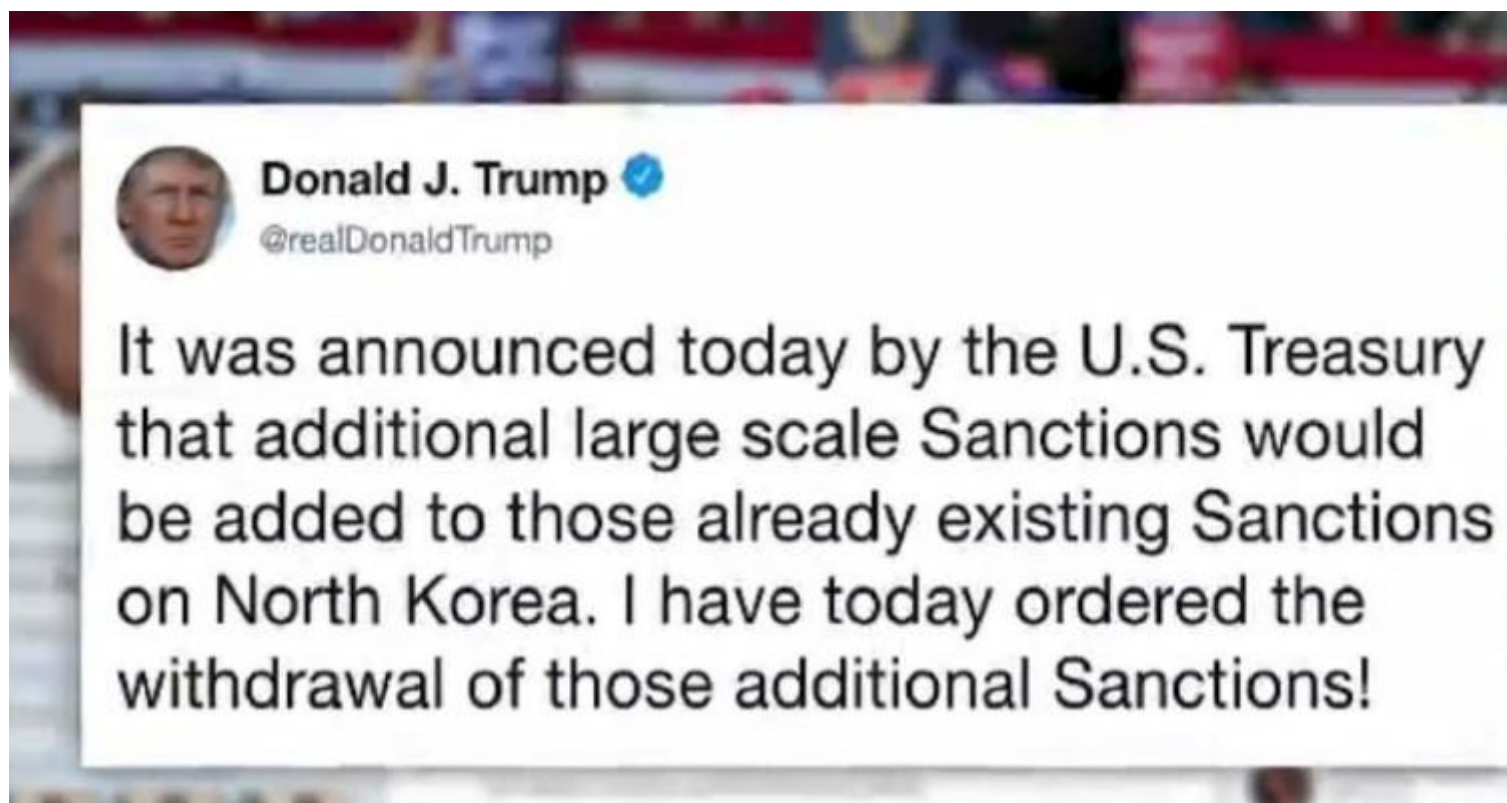 Donald J. Trump
@realDonaldTrump
It was announced today by the U.S. Treasury
that additional large scale Sanctions would
be added to those already existing Sanctions
on North Korea. I have today ordered the
withdrawal of those additional Sanctions!